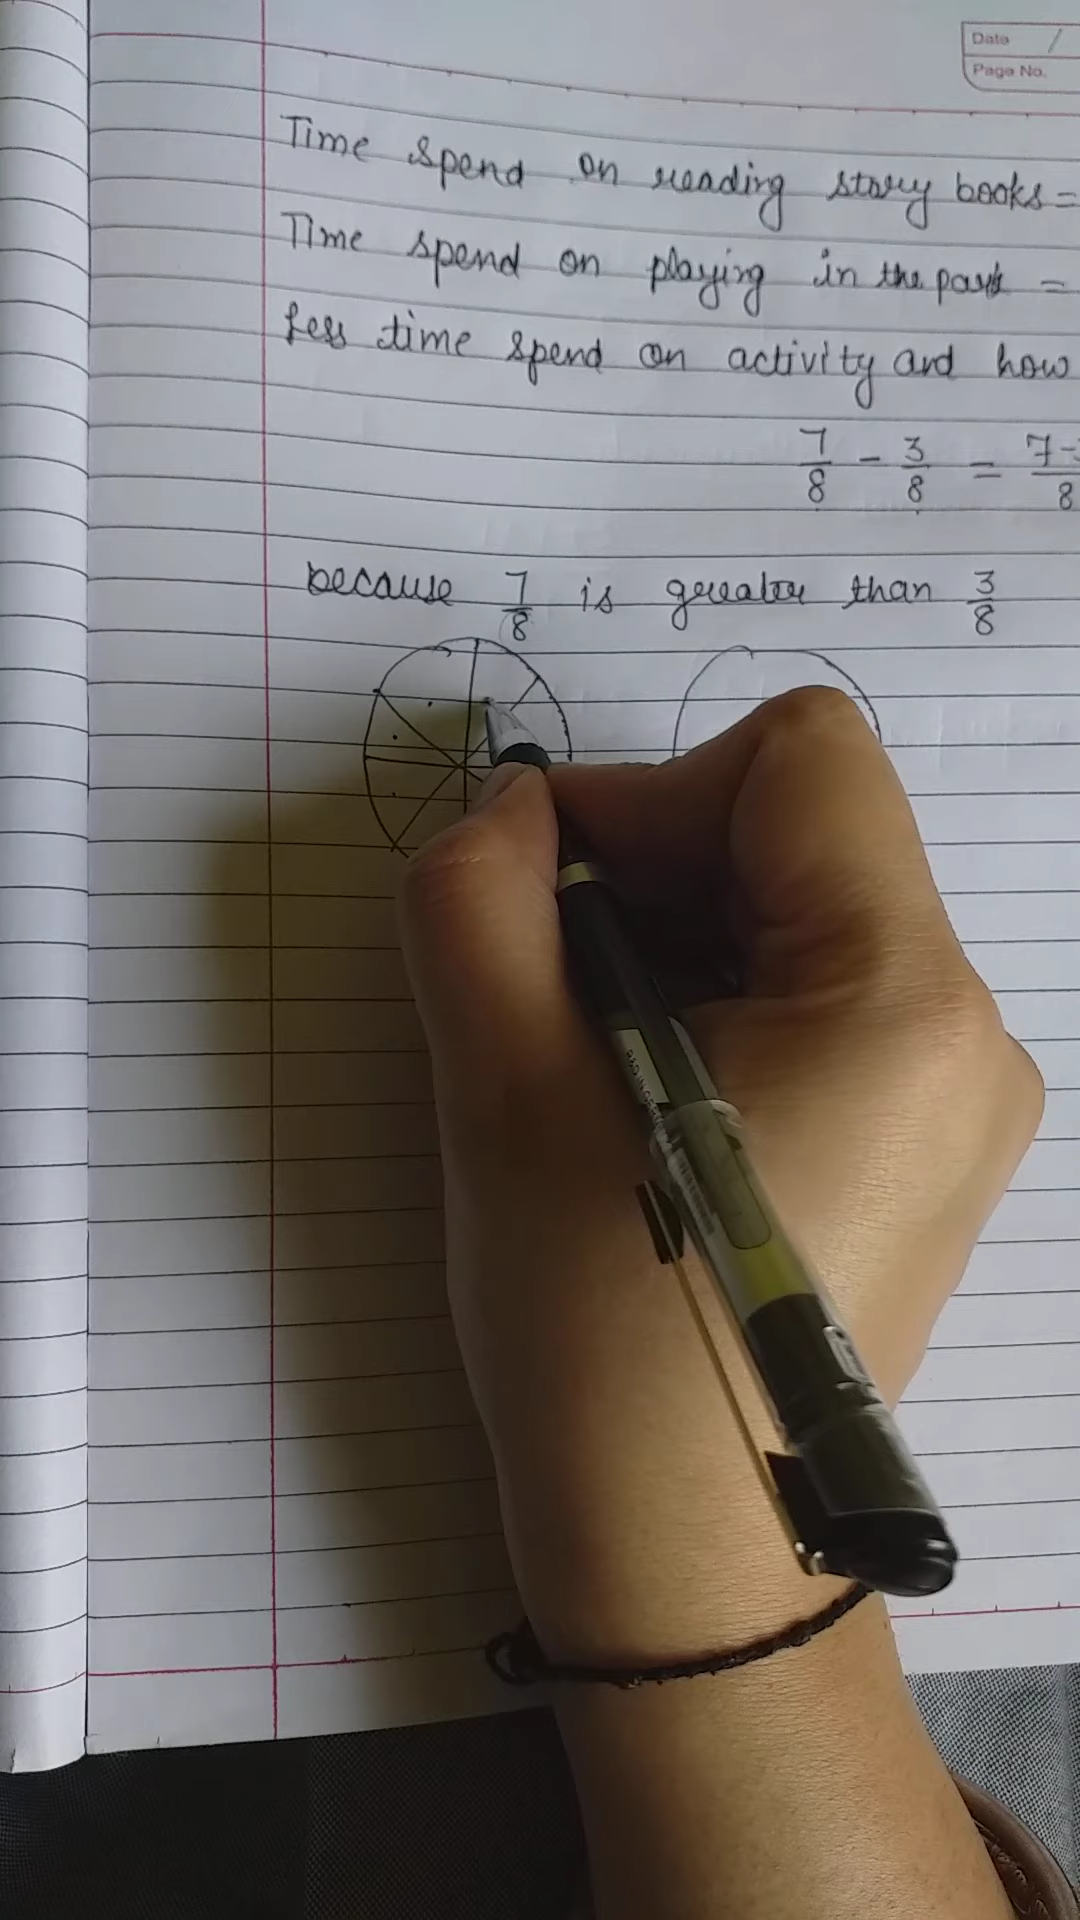 Date /
Page No.
Time spend on reading story books =
Time spend on playing in the park =
less time spend on activity and how
7/8 - 3/8 = 7-
8
because 7/8 is greater than 3/8